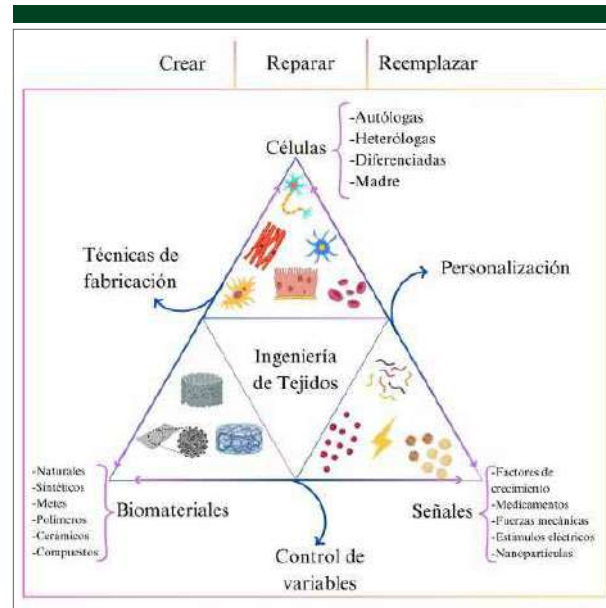 Crear
Reparar
Reemplazar
Células
-Autólogas
-Heterólogas
-Diferenciadas
-Madre
Técnicas de
fabricación
Personalización
Ingeniería
de Tejidos
-Naturales
-Sintéticos
-Metes
-Polímeros
-Cerámicos
-Compuestos
Biomateriales
Señales
-Factores de
crecimiento
-Medicamentos
-Fuerzas mecánicas
-Estímulos eléctricos
-Nanopartículas
Control de
variables